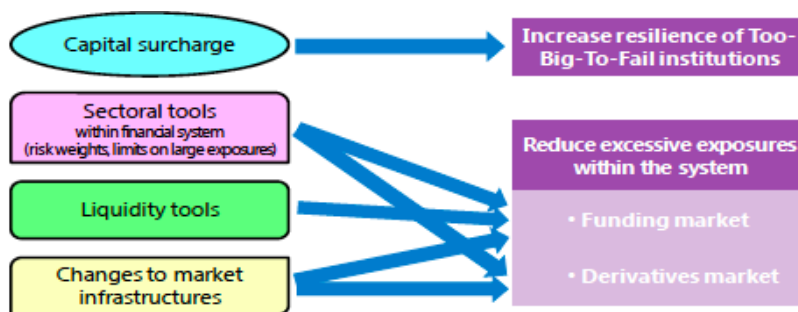 Capital surcharge
Increase resilience of Too-
Big-To-Fail institutions
Sectoral tools
within financial system
(risk weights, limits on large exposures)
Reduce excessive exposures
within the system
Liquidity tools
• Funding market
Changes to market
infrastructures
• Derivatives market